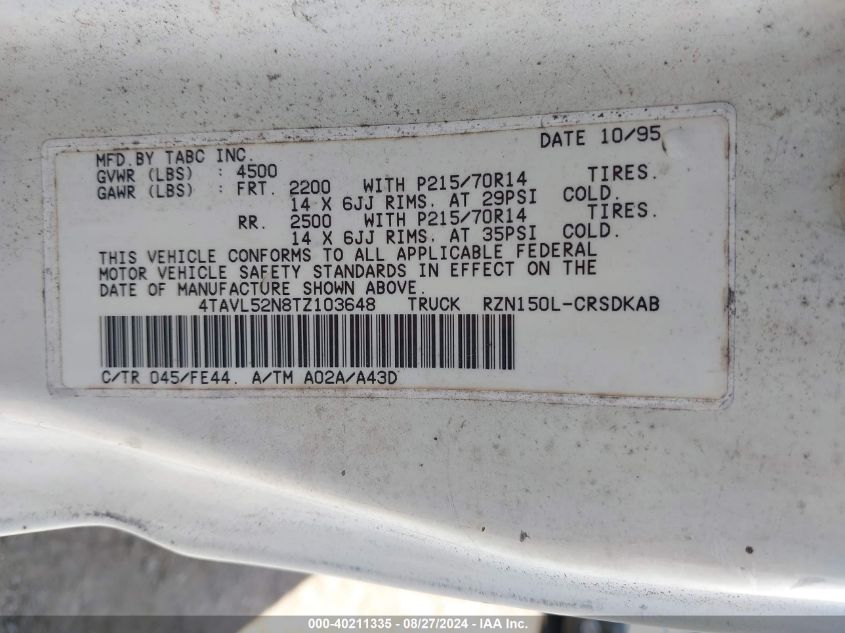 DATE 10/95
MFD.BY TABC INC.
GVWR (LBS) : 4500
GAWR (LBS) : FRT. 2200 WITH P215/70R14 TIRES.
14 X 6JJ RIMS. AT 29PSI COLD.
RR. 2500 WITH P215/70R14 TIRES.
14 X 6JJ RIMS. AT 35PSI COLD.
THIS VEHICLE CONFORMS TO ALL APPLICABLE FEDERAL
MOTOR VEHICLE SAFETY STANDARDS IN EFFECT ON THE
DATE OF MANUFACTURE SHOWN ABOVE.
4TAVL52N8TZ103648 TRUCK RZN150L-CRSDKAB
C/TR 045/FE44. A/TM A02A/A43D
000-40211335 - 08/27/2024 - IAA Inc.